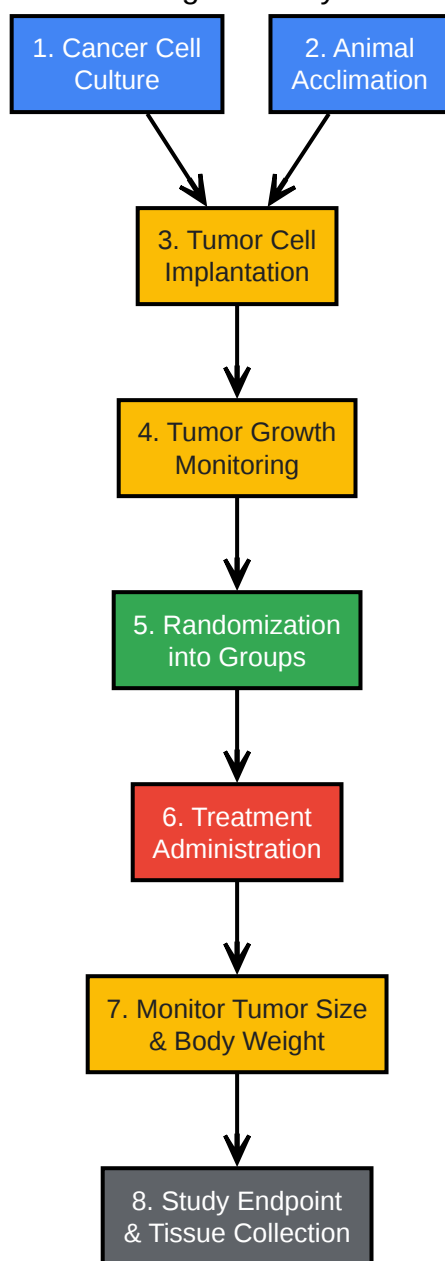 1. Cancer Cell
Culture
2. Animal
Acclimation
3. Tumor Cell
Implantation
4. Tumor Growth
Monitoring
5. Randomization
into Groups
6. Treatment
Administration
7. Monitor Tumor Size
& Body Weight
8. Study Endpoint
& Tissue Collection